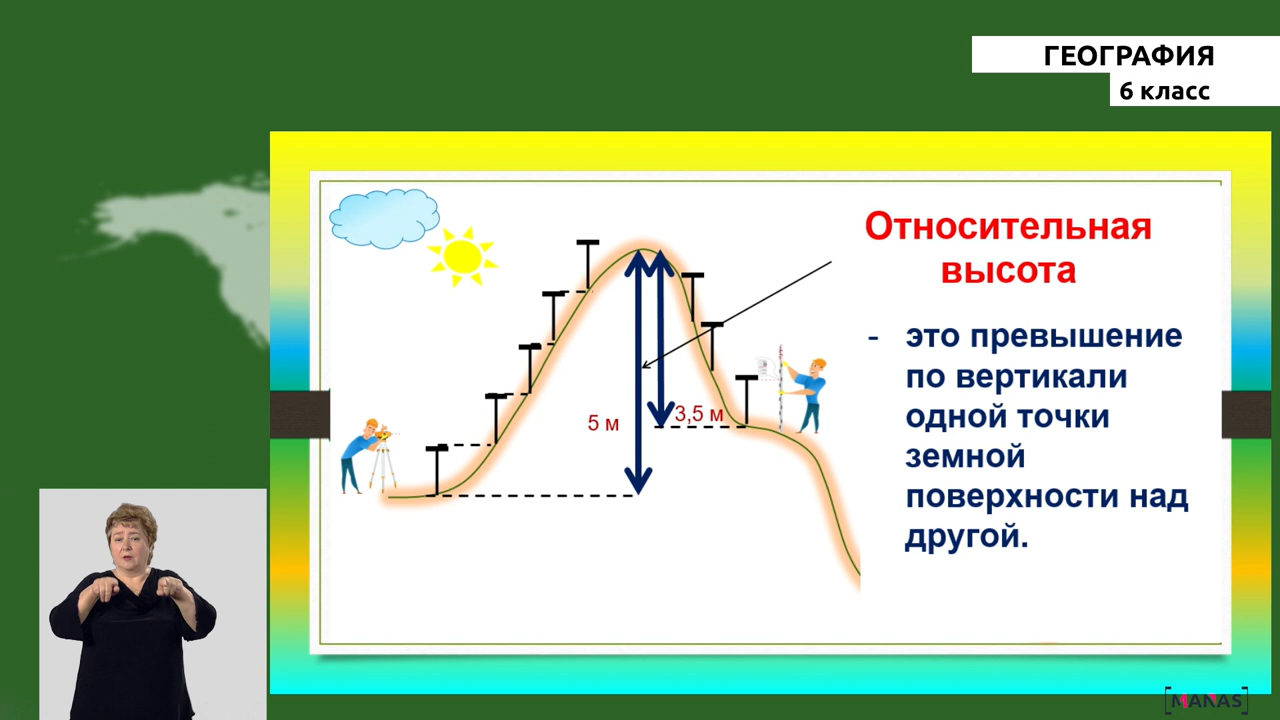 ГЕОГРАФИЯ
6 класс
Относительная
высота
- это превышение
по вертикали
одной точки
земной
поверхности над
другой.
5 м
3,5 м
[MANAS]